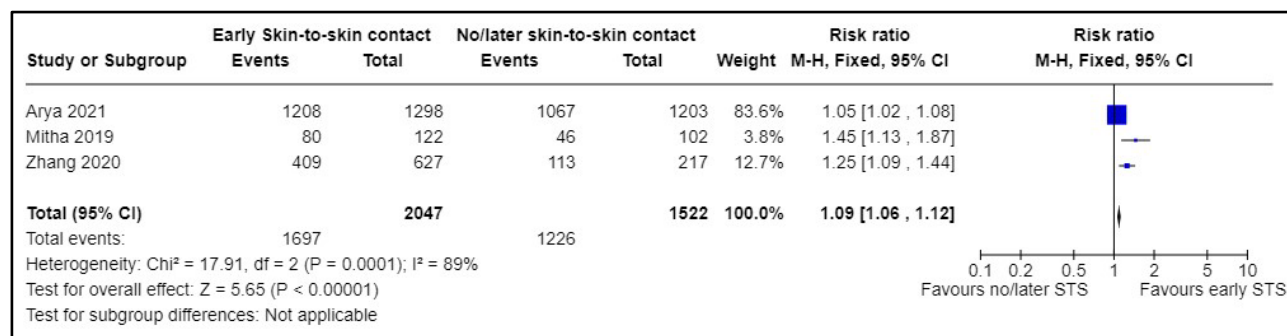 Early Skin-to-skin contact No/later skin-to-skin contact Risk ratio Risk ratio
Study or Subgroup Events Total Events Total Weight M-H, Fixed, 95% CI M-H, Fixed, 95% CI
Arya 2021 1208 1298 1067 1203 83.6% 1.05 [1.02 , 1.08]
Mitha 2019 80 122 46 102 3.8% 1.45 [1.13 , 1.87]
Zhang 2020 409 627 113 217 12.7% 1.25 [1.09 , 1.44]
Total (95% CI) 2047 1522 100.0% 1.09 [1.06 , 1.12]
Total events: 1697 1226
Heterogeneity: Chi² = 17.91, df = 2 (P = 0.0001); I² = 89%
Test for overall effect: Z = 5.65 (P < 0.00001)
Test for subgroup differences: Not applicable
0.1 0.2 0.5 1 2 5 10
Favours no/later STS Favours early STS